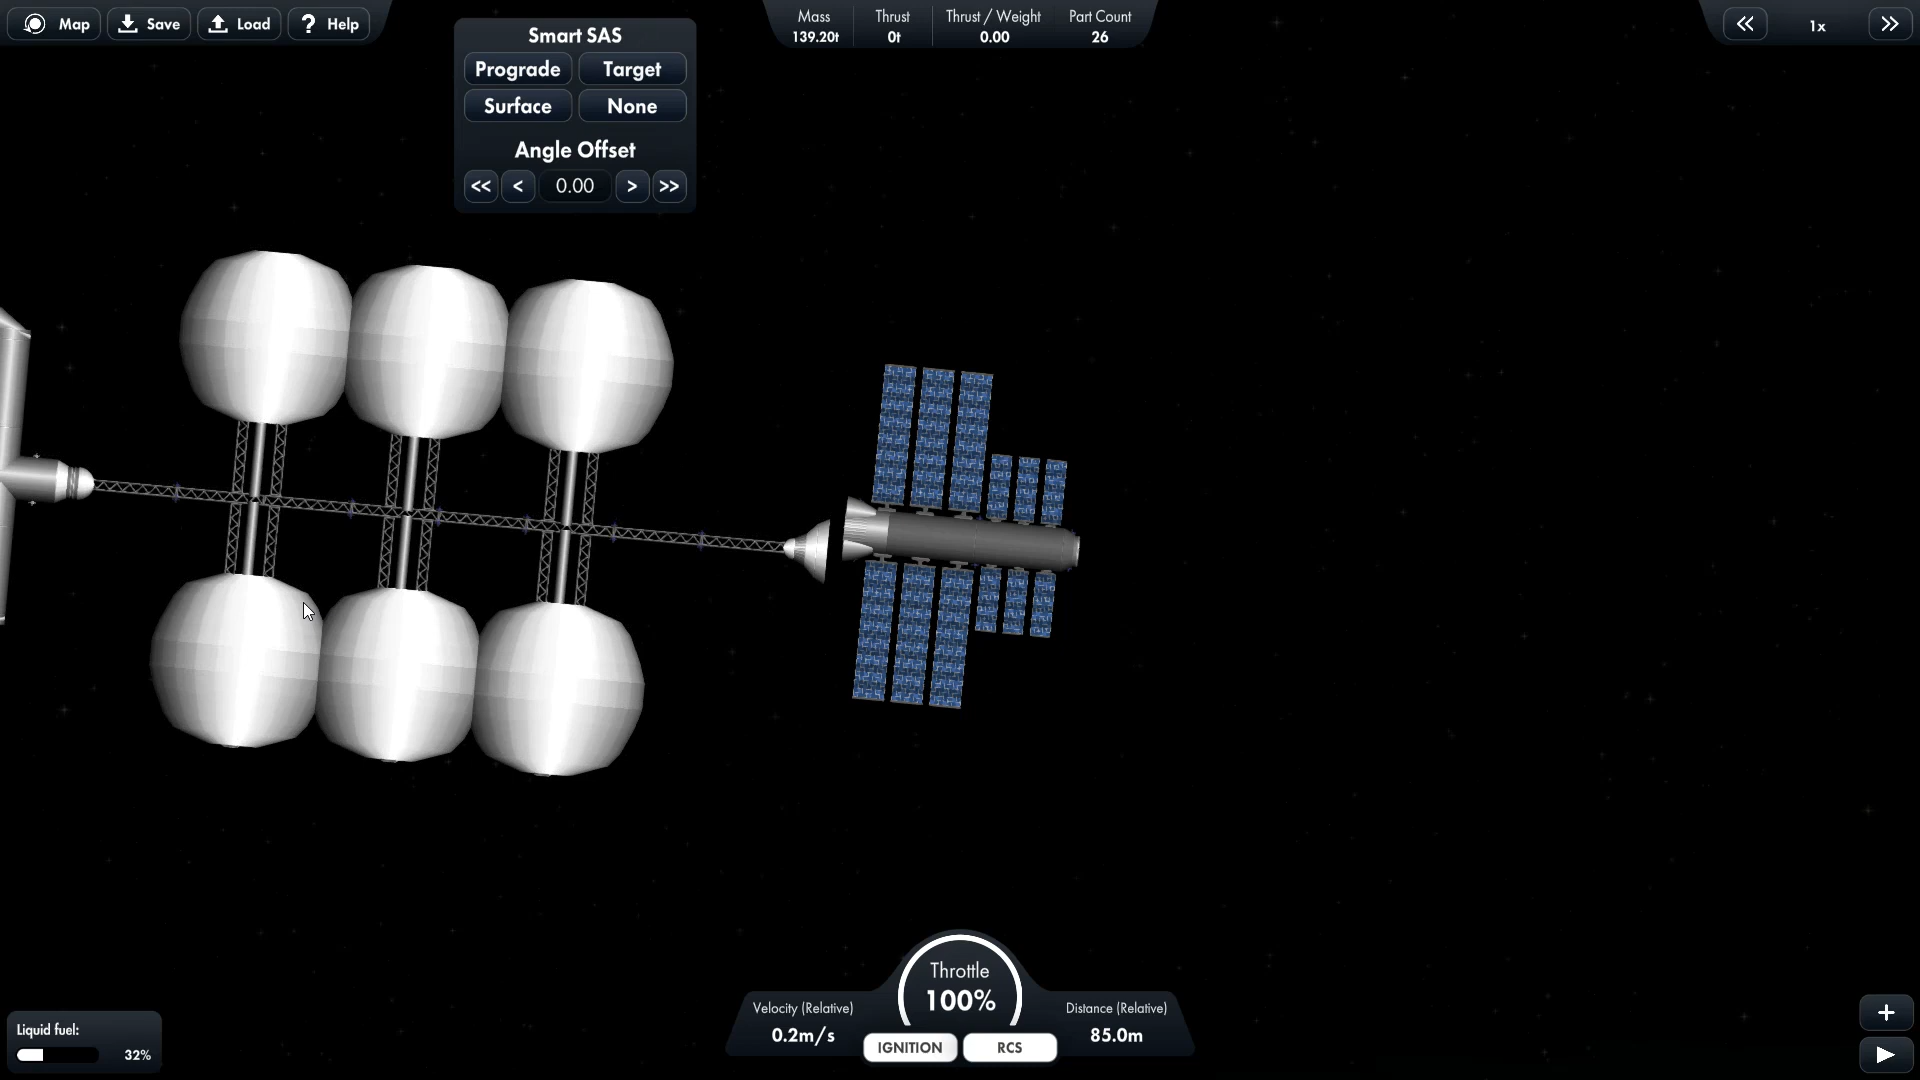 Map
Save
Load
Help
Smart SAS
Prograde
Target
Surface
None
Angle Offset
<<
<
0.00
>
>>
Mass
139.20t
Thrust
0t
Thrust / Weight
0.00
Part Count
26
1x
Throttle
100%
Velocity (Relative)
0.2m/s
IGNITION
RCS
Distance (Relative)
85.0m
Liquid fuel:
32%